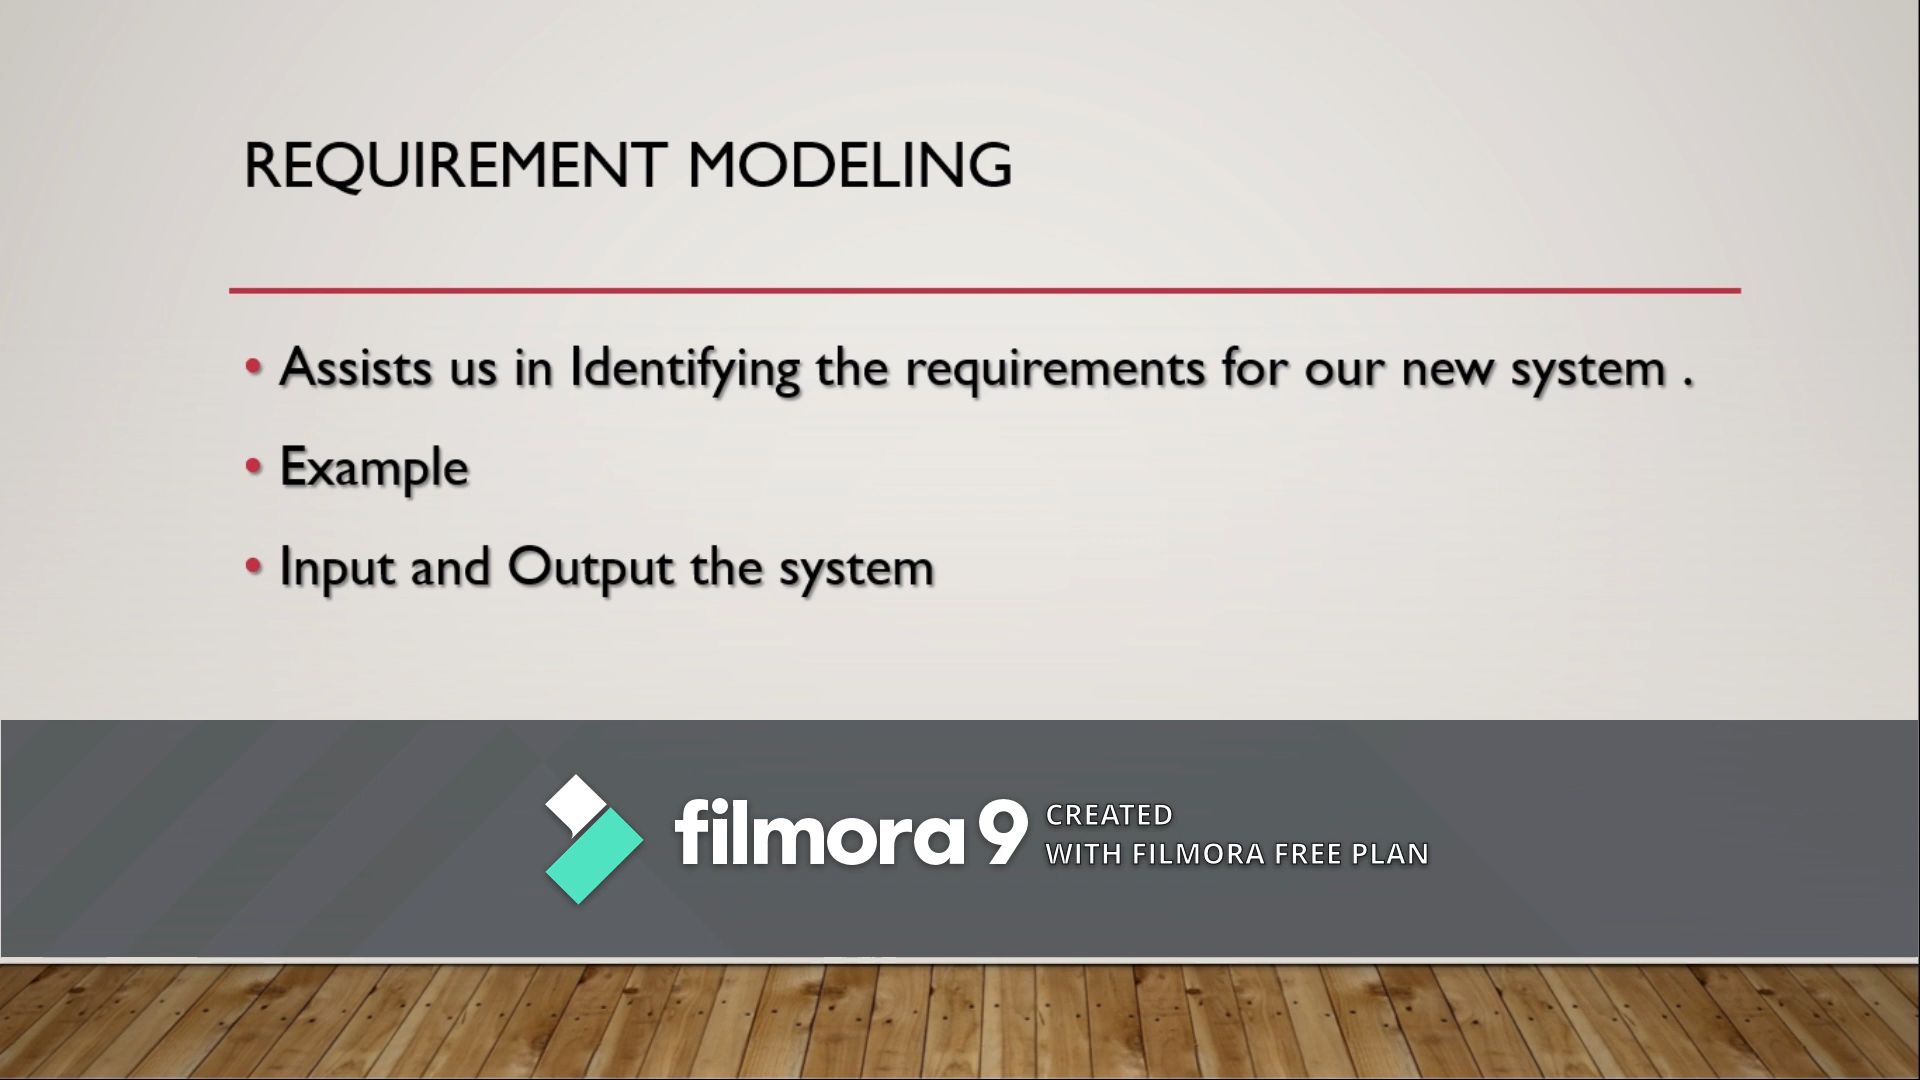 REQUIREMENT MODELING
• Assists us in Identifying the requirements for our new system .
• Example
• Input and Output the system
filmora 9 CREATED
WITH FILMORA FREE PLAN